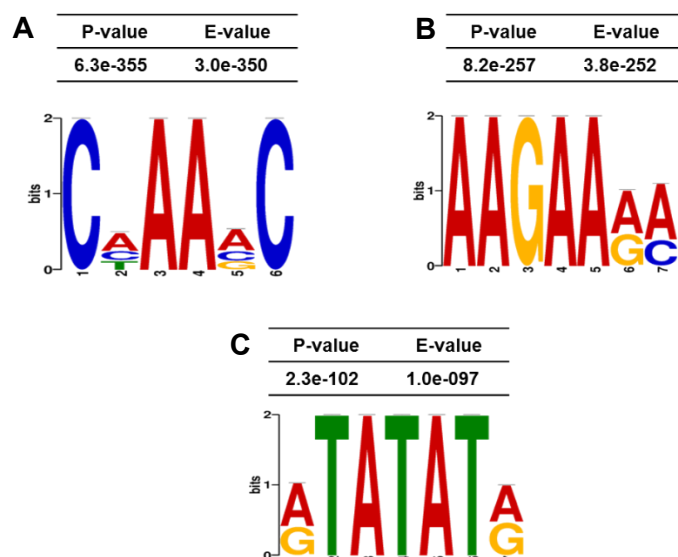 A
P-value E-value
6.3e-355 3.0e-350
2
bits
1
0
C A C T A A A C G C
1 2 3 4 5 6
B
P-value E-value
8.2e-257 3.8e-252
2
bits
1
0
A A G A A A G A C
1 2 3 4 5 6 7
C
P-value E-value
2.3e-102 1.0e-097
2
bits
1
0
A G T A T A T A G